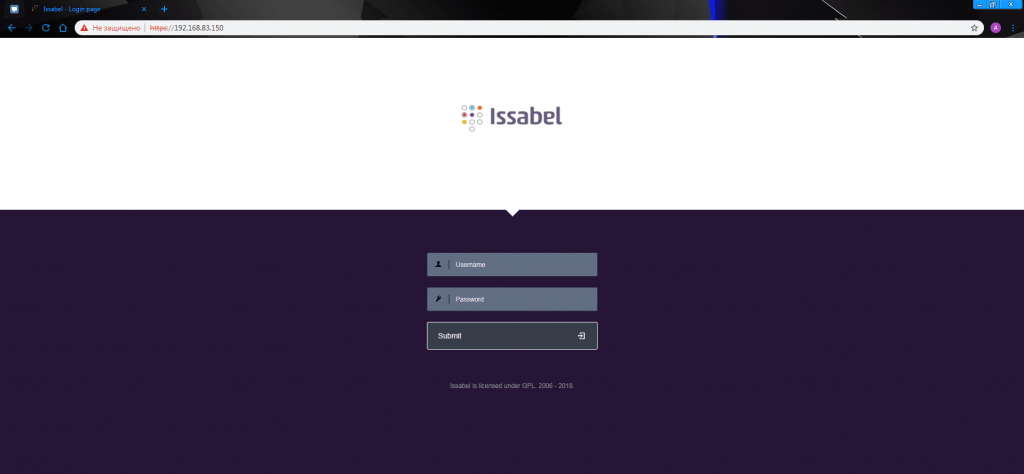 Issabel - Login page
Не защищено | https://192.168.83.150
A
Issabel
Username
Password
Submit
Issabel is licensed under GPL. 2006 - 2018.